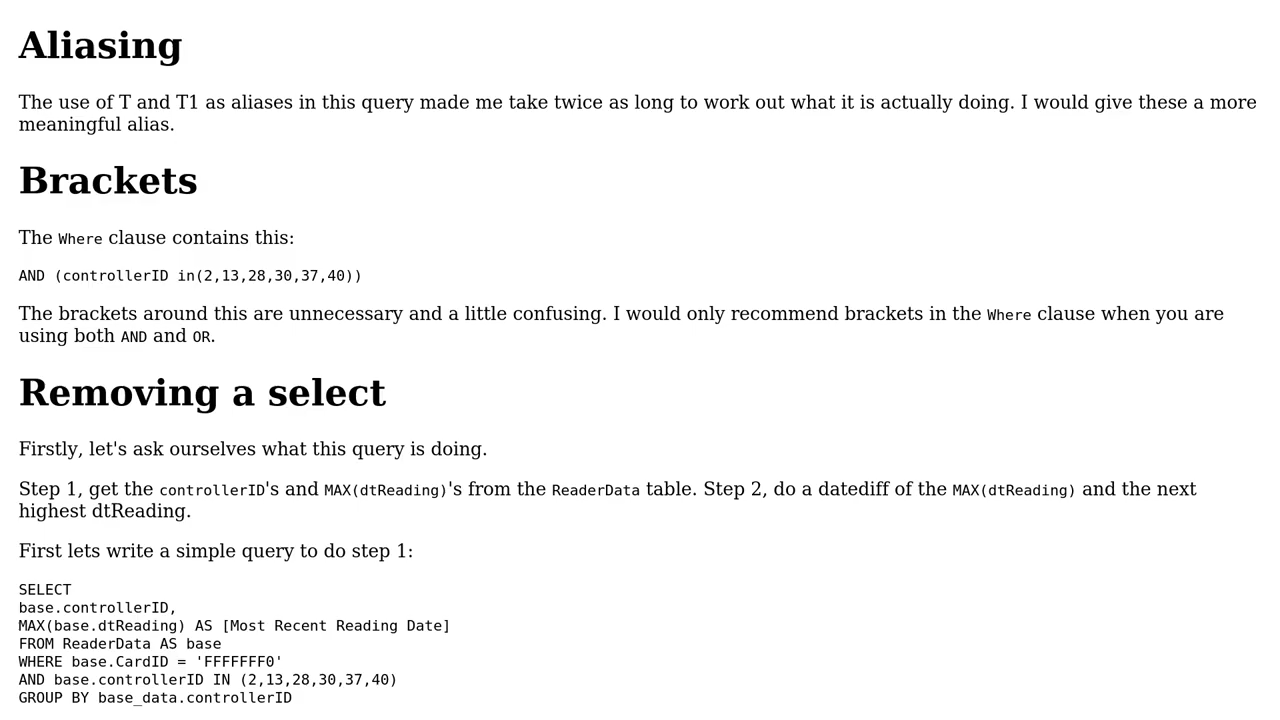 Aliasing
The use of T and T1 as aliases in this query made me take twice as long to work out what it is actually doing. I would give these a more
meaningful alias.
Brackets
The Where clause contains this:
AND (controllerID in(2,13,28,30,37,40))
The brackets around this are unnecessary and a little confusing. I would only recommend brackets in the Where clause when you are
using both AND and OR.
Removing a select
Firstly, let's ask ourselves what this query is doing.
Step 1, get the controllerID's and MAX(dtReading)'s from the ReaderData table. Step 2, do a datediff of the MAX(dtReading) and the next
highest dtReading.
First lets write a simple query to do step 1:
SELECT
base.controllerID,
MAX(base.dtReading) AS [Most Recent Reading Date]
FROM ReaderData AS base
WHERE base.CardID = 'FFFFFFF0'
AND base.controllerID IN (2,13,28,30,37,40)
GROUP BY base_data.controllerID